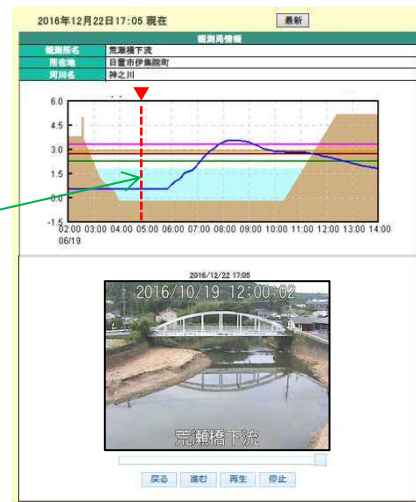 2016年12月22日17:05 現在
最新
観測局情報
観測所名 荒瀬橋下流
所在地 日置市伊集院町
河川名 神之川
6.0
4.5
3.0
1.5
0.0
-1.5
02:00 03:00 04:00 05:00 06:00 07:00 08:00 09:00 10:00 11:00 12:00 13:00 14:00
06/19
2016/12/22 17:05
2016/10/19 12:00:02
荒瀬橋下流
戻る 進む 再生 停止